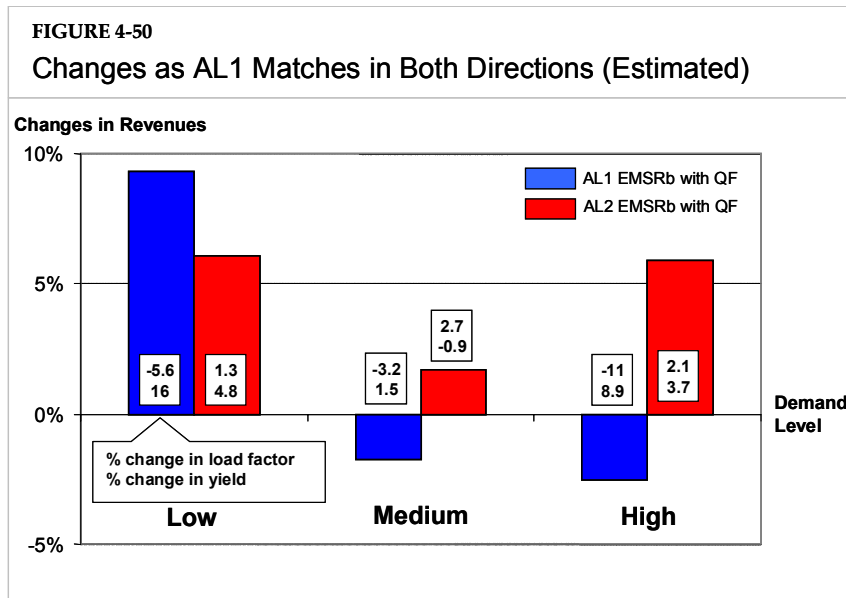 FIGURE 4-50
Changes as AL1 Matches in Both Directions (Estimated)
Changes in Revenues
10%
5%
0%
-5%
AL1 EMSRb with QF
AL2 EMSRb with QF
-5.6
16
1.3
4.8
-3.2
1.5
2.7
-0.9
-11
8.9
2.1
3.7
Demand
Level
% change in load factor
% change in yield
Low
Medium
High